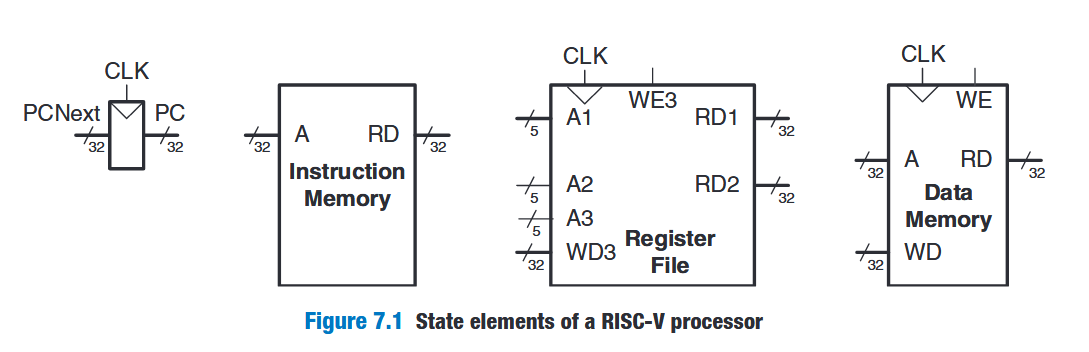 CLK
PCNext
PC
32
32
A
RD
32
32
Instruction
Memory
CLK
WE3
A1
RD1
5
32
A2
RD2
5
32
A3
5
WD3
32
Register
File
CLK
WE
A
RD
32
32
Data
Memory
WD
32
Figure 7.1 State elements of a RISC-V processor